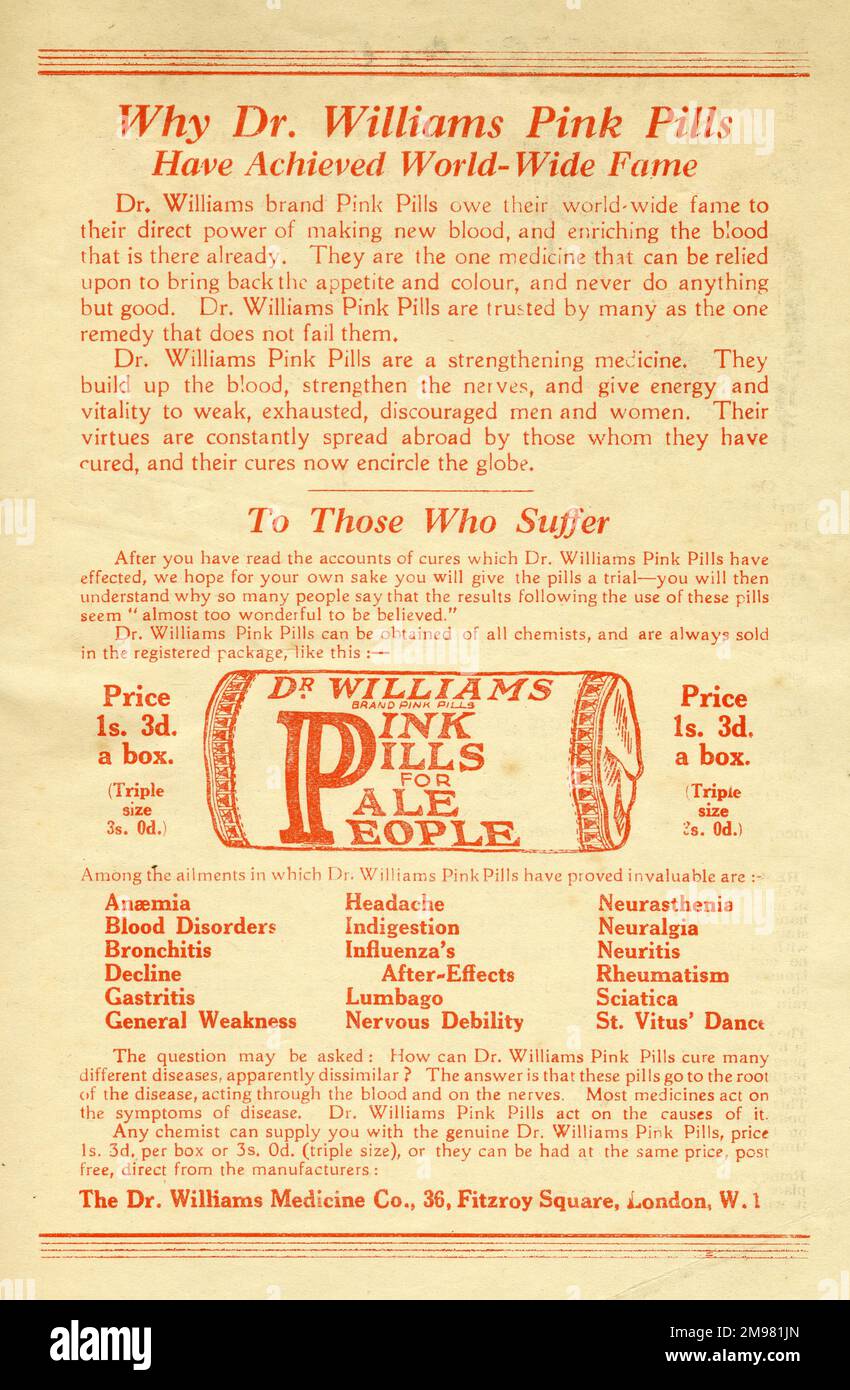 Why Dr. Williams Pink Pills
Have Achieved World-Wide Fame
Dr. Williams brand Pink Pills owe their world-wide fame to
their direct power of making new blood, and enriching the blood
that is there already. They are the one medicine that can be relied
upon to bring back the appetite and colour, and never do anything
but good. Dr. Williams Pink Pills are trusted by many as the one
remedy that does not fail them.
Dr. Williams Pink Pills are a strengthening medicine. They
build up the blood, strengthen the nerves, and give energy and
vitality to weak, exhausted, discouraged men and women. Their
virtues are constantly spread abroad by those whom they have
cured, and their cures now encircle the globe.
To Those Who Suffer
After you have read the accounts of cures which Dr. Williams Pink Pills have
effected, we hope for your own sake you will give the pills a trial—you will then
understand why so many people say that the results following the use of these pills
seem “ almost too wonderful to be believed.”
Dr. Williams Pink Pills can be obtained of all chemists, and are always sold
in the registered package, like this :—
Price
1s. 3d.
a box.
(Triple
size
3s. 0d.)
DR WILLIAMS
BRAND PINK PILLS
PINK
PILLS
FOR
PALE
PEOPLE
Price
1s. 3d.
a box.
(Triple
size
3s. 0d.)
Among the ailments in which Dr. Williams Pink Pills have proved invaluable are :-
Anæmia
Blood Disorders
Bronchitis
Decline
Gastritis
General Weakness
Headache
Indigestion
Influenza's
After-Effects
Lumbago
Nervous Debility
Neurasthenia
Neuralgia
Neuritis
Rheumatism
Sciatica
St. Vitus' Dance
The question may be asked : How can Dr. Williams Pink Pills cure many
different diseases, apparently dissimilar ? The answer is that these pills go to the root
of the disease, acting through the blood and on the nerves. Most medicines act on
the symptoms of disease. Dr. Williams Pink Pills act on the causes of it.
Any chemist can supply you with the genuine Dr. Williams Pink Pills, price
1s. 3d. per box or 3s. 0d. (triple size), or they can be had at the same price, post
free, direct from the manufacturers :
The Dr. Williams Medicine Co., 36, Fitzroy Square, London, W.1
alamy
Image ID: 2M981JN
www.alamy.com